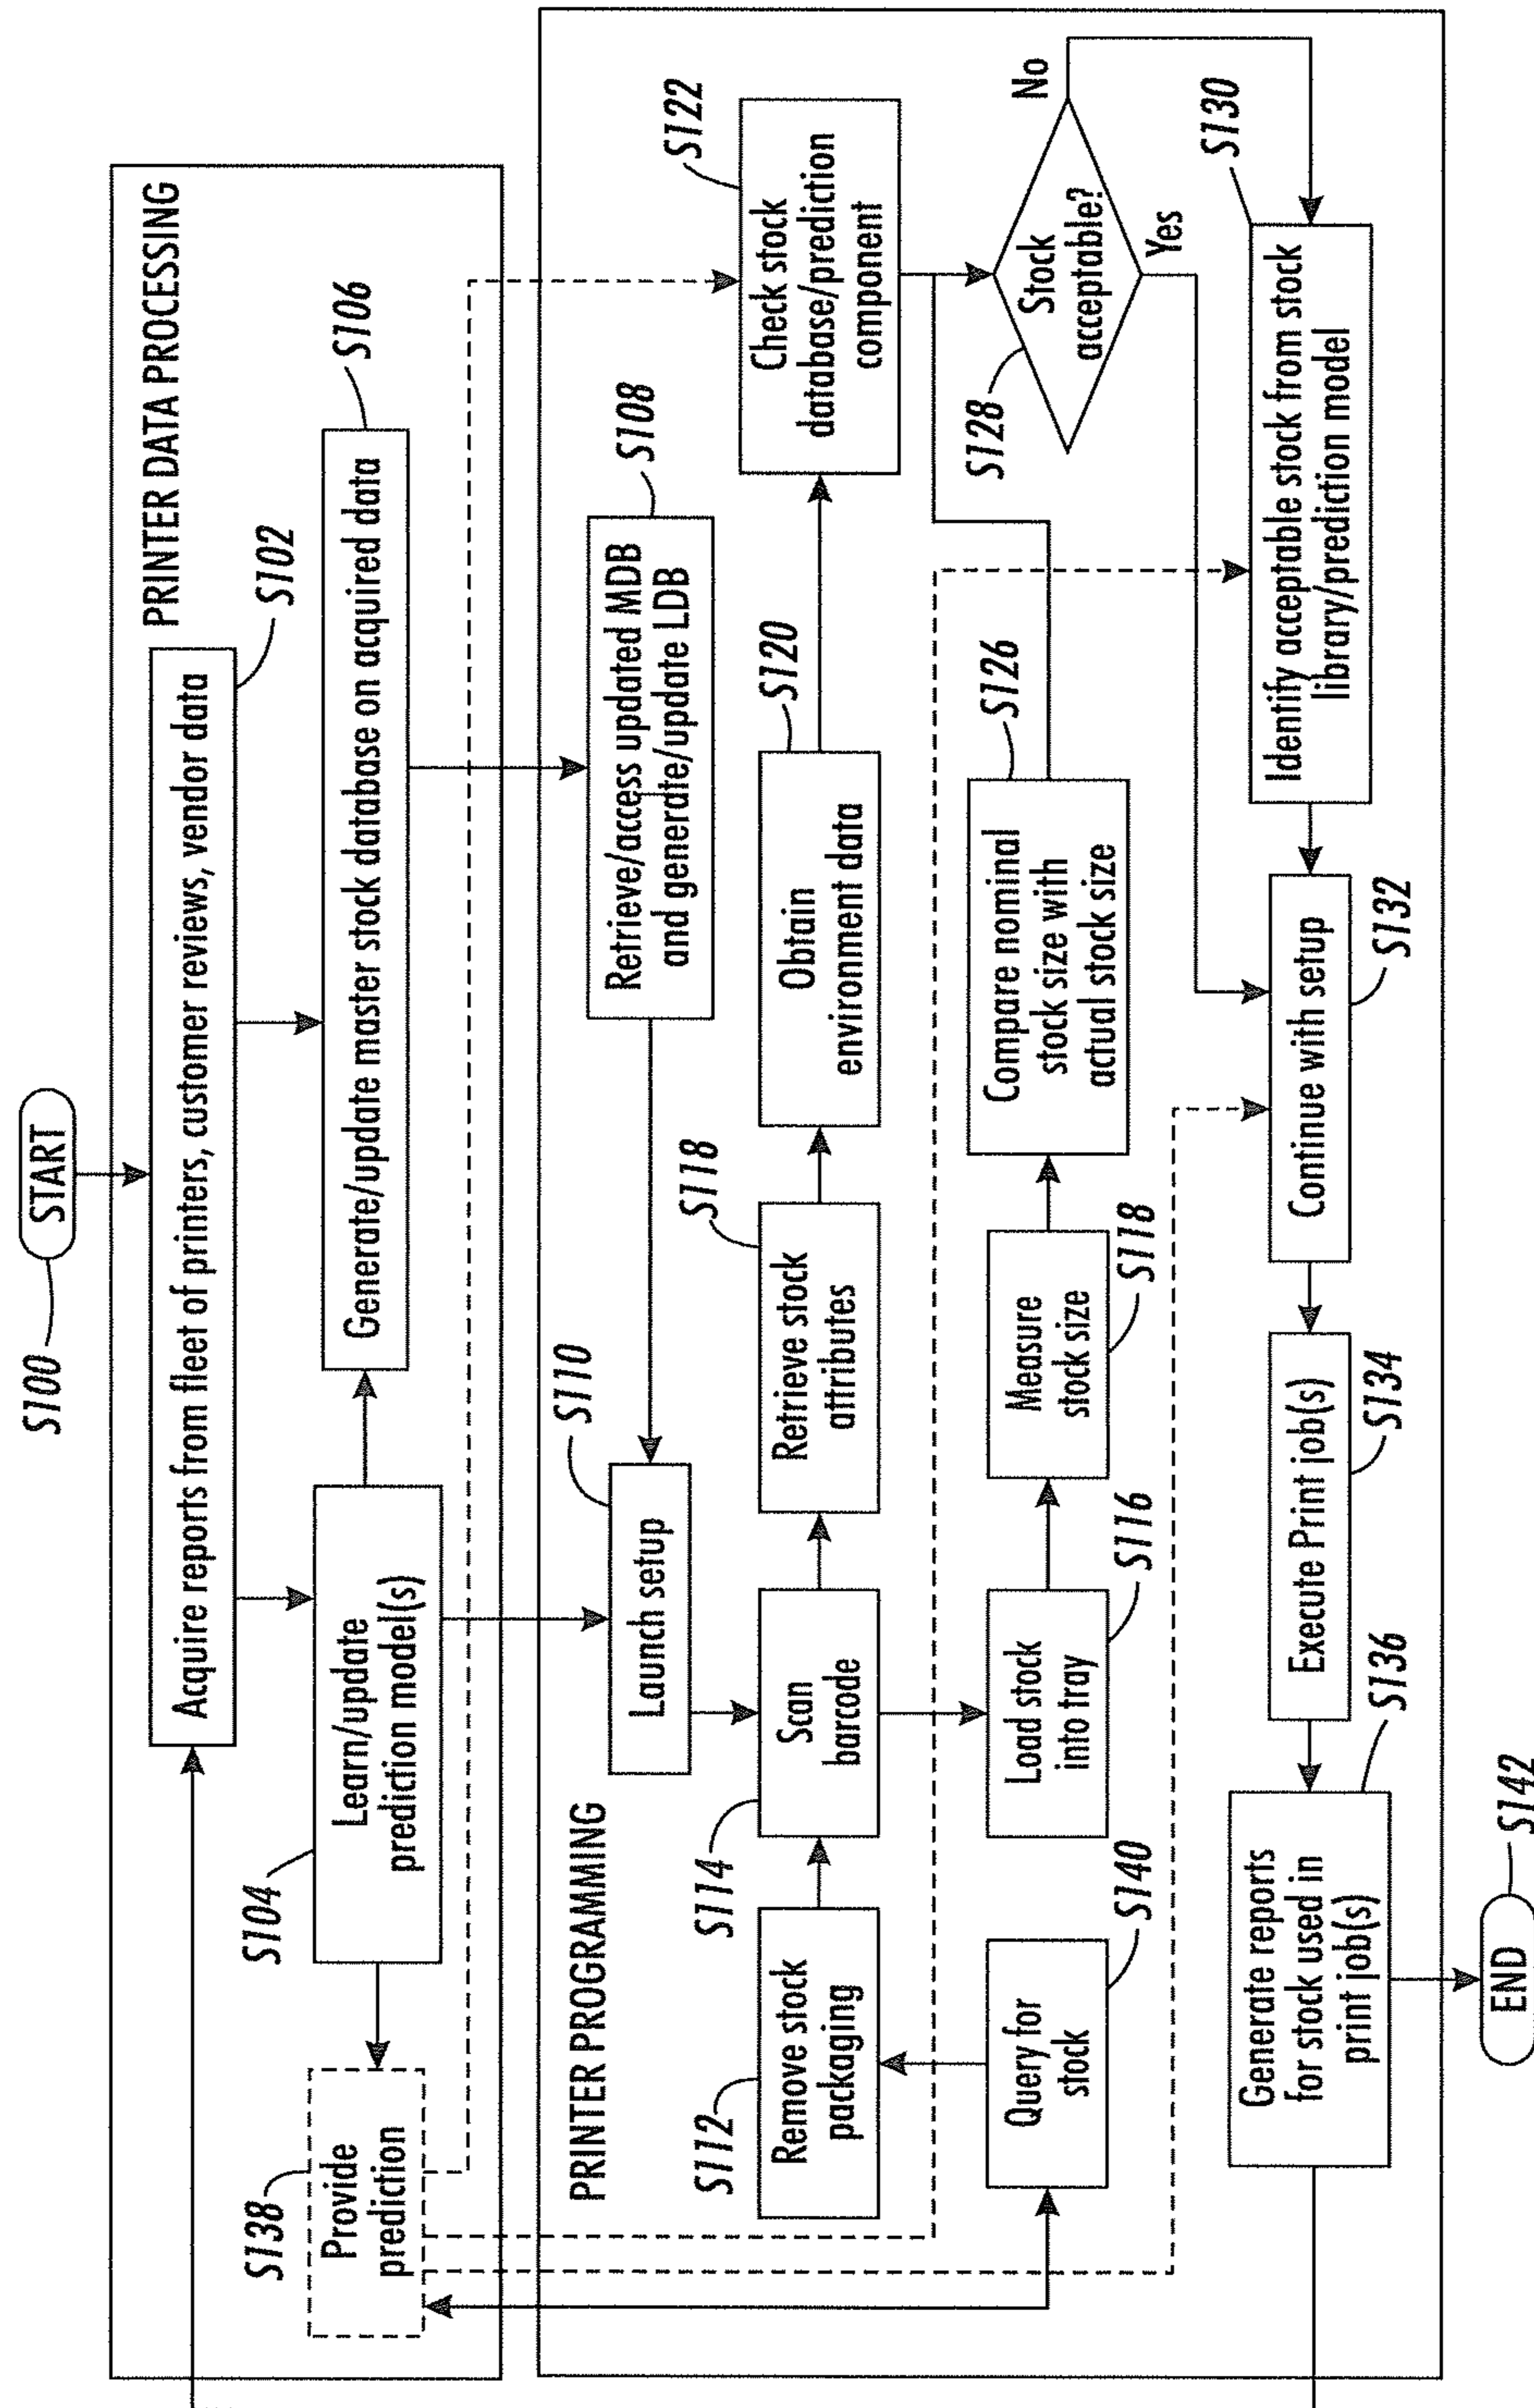 S100
START
PRINTER DATA PROCESSING
Acquire reports from fleet of printers, customer reviews, vendor data
S102
S138
Provide
prediction
S104
Learn/update
prediction model(s)
Generate/update master stock database on acquired data
S106
PRINTER PROGRAMMING
Launch setup
S110
Retrieve/access updated MDB
and generate/update LDB
S108
S112
Remove stock
packaging
S114
Scan
barcode
Retrieve stock
attributes
S118
Obtain
environment data
S120
Check stock
database/prediction
component
S122
Query for
stock
S140
Load stock
into tray
S116
Measure
stock size
S118
Compare nominal
stock size with
actual stock size
S126
S128
Stock
acceptable?
No
Yes
Generate reports
for stock used in
print job(s)
S136
Execute Print job(s)
S134
Continue with setup
S132
Identify acceptable stock from stock
library/prediction model
S130
END
S142